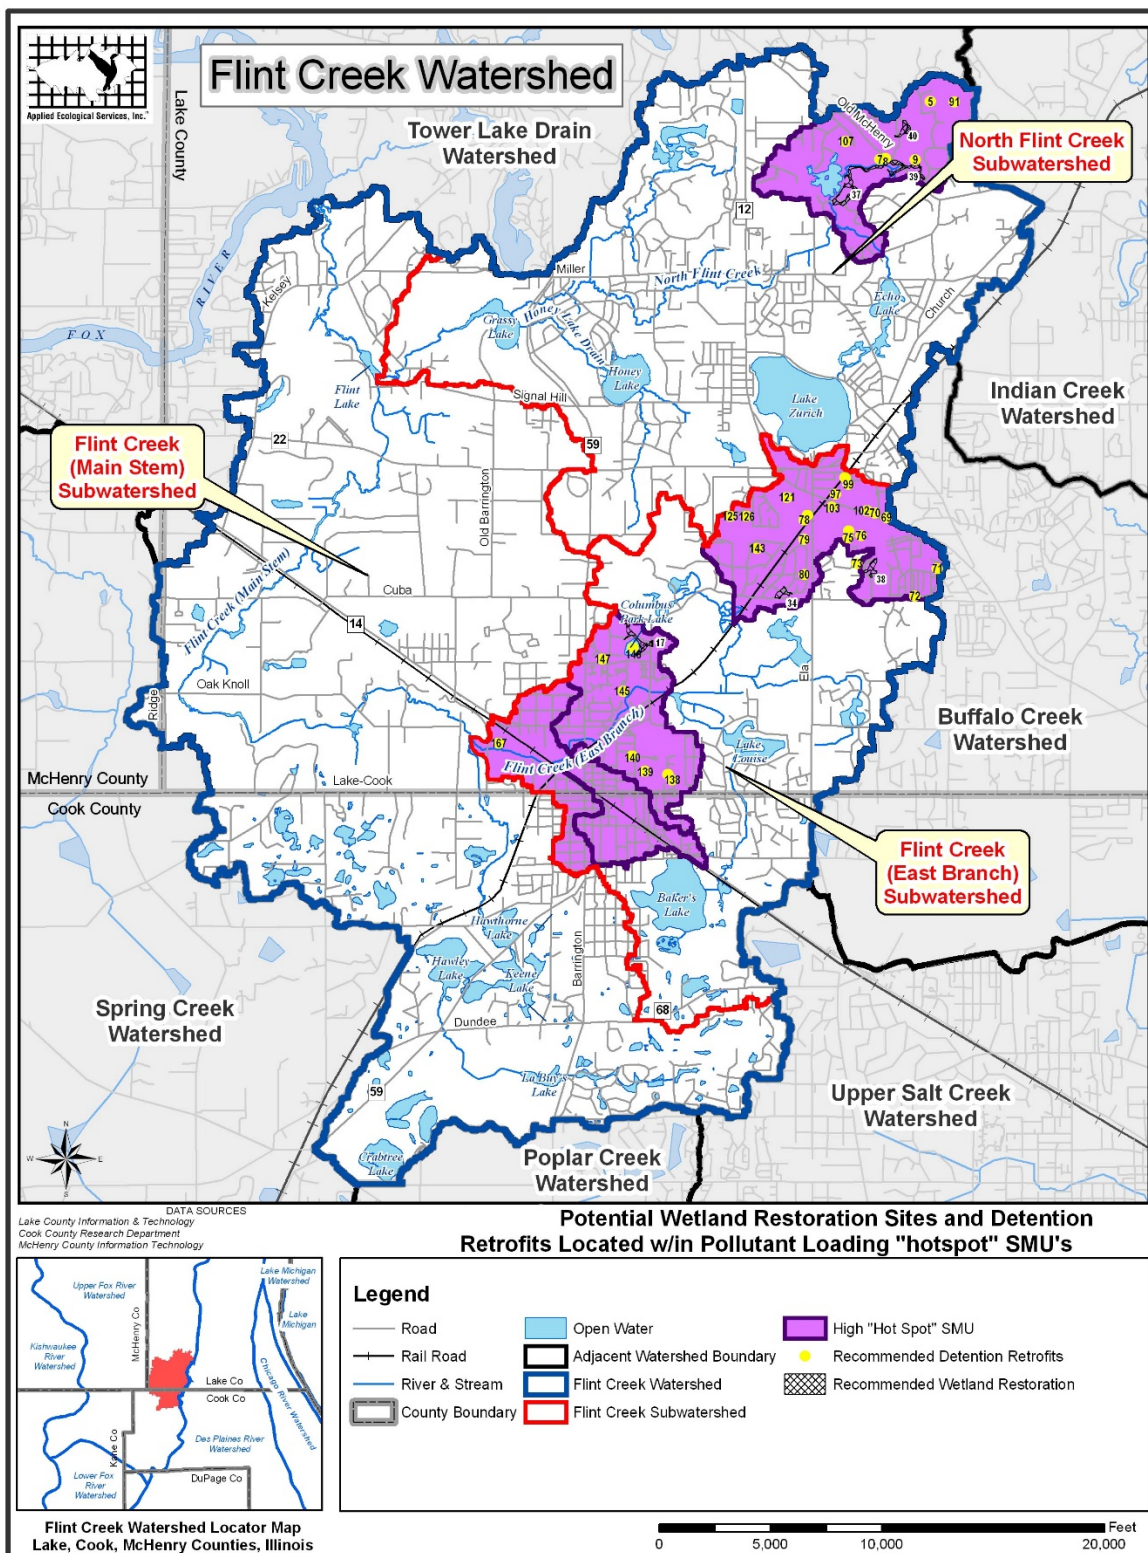 Applied Ecological Services, Inc.™
Flint Creek Watershed
Lake County
Tower Lake Drain
Watershed
Old McHenry
5
91
40
107
78
9
39
37
North Flint Creek
Subwatershed
12
FOX
RIVER
Kelsey
Miller
North Flint Creek
Echo
Lake
Church
Grassy
Lake
Honey Lake Drain
Honey
Lake
Flint
Lake
Signal Hill
Lake
Zurich
Indian Creek
Watershed
22
59
Flint Creek
(Main Stem)
Subwatershed
Old Barrington
99
121
97
103
102
70
69
125
126
78
79
75
76
143
73
38
71
80
34
72
Flint Creek (Main Stem)
Cuba
14
Columbus
Park Lake
17
147
145
Oak Knoll
Ela
Ridge
67
Flint Creek (East Branch)
140
139
138
Lake
Louise
Buffalo Creek
Watershed
McHenry County
Lake-Cook
Cook County
Flint Creek
(East Branch)
Subwatershed
Baker's
Lake
Hawthorne
Lake
Hawley
Lake
Keene
Lake
Barrington
Spring Creek
Watershed
Dundee
68
La Buy's
Lake
59
Upper Salt Creek
Watershed
Poplar Creek
Watershed
Crabtree
Lake
N
W
E
S
DATA SOURCES
Lake County Information & Technology
Cook County Research Department
McHenry County Information Technology
Potential Wetland Restoration Sites and Detention
Retrofits Located w/in Pollutant Loading "hotspot" SMU's
Upper Fox River
Watershed
McHenry Co
Lake Michigan
Watershed
Lake
Michigan
Kishwaukee
River
Watershed
Lake Co
Cook Co
Chicago River Watershed
Kane Co
Des Plaines River
Watershed
Lower Fox
River
Watershed
DuPage Co
Flint Creek Watershed Locator Map
Lake, Cook, McHenry Counties, Illinois
Legend
Road
Rail Road
River & Stream
County Boundary
Open Water
Adjacent Watershed Boundary
Flint Creek Watershed
Flint Creek Subwatershed
High "Hot Spot" SMU
Recommended Detention Retrofits
Recommended Wetland Restoration
Feet
0
5,000
10,000
20,000